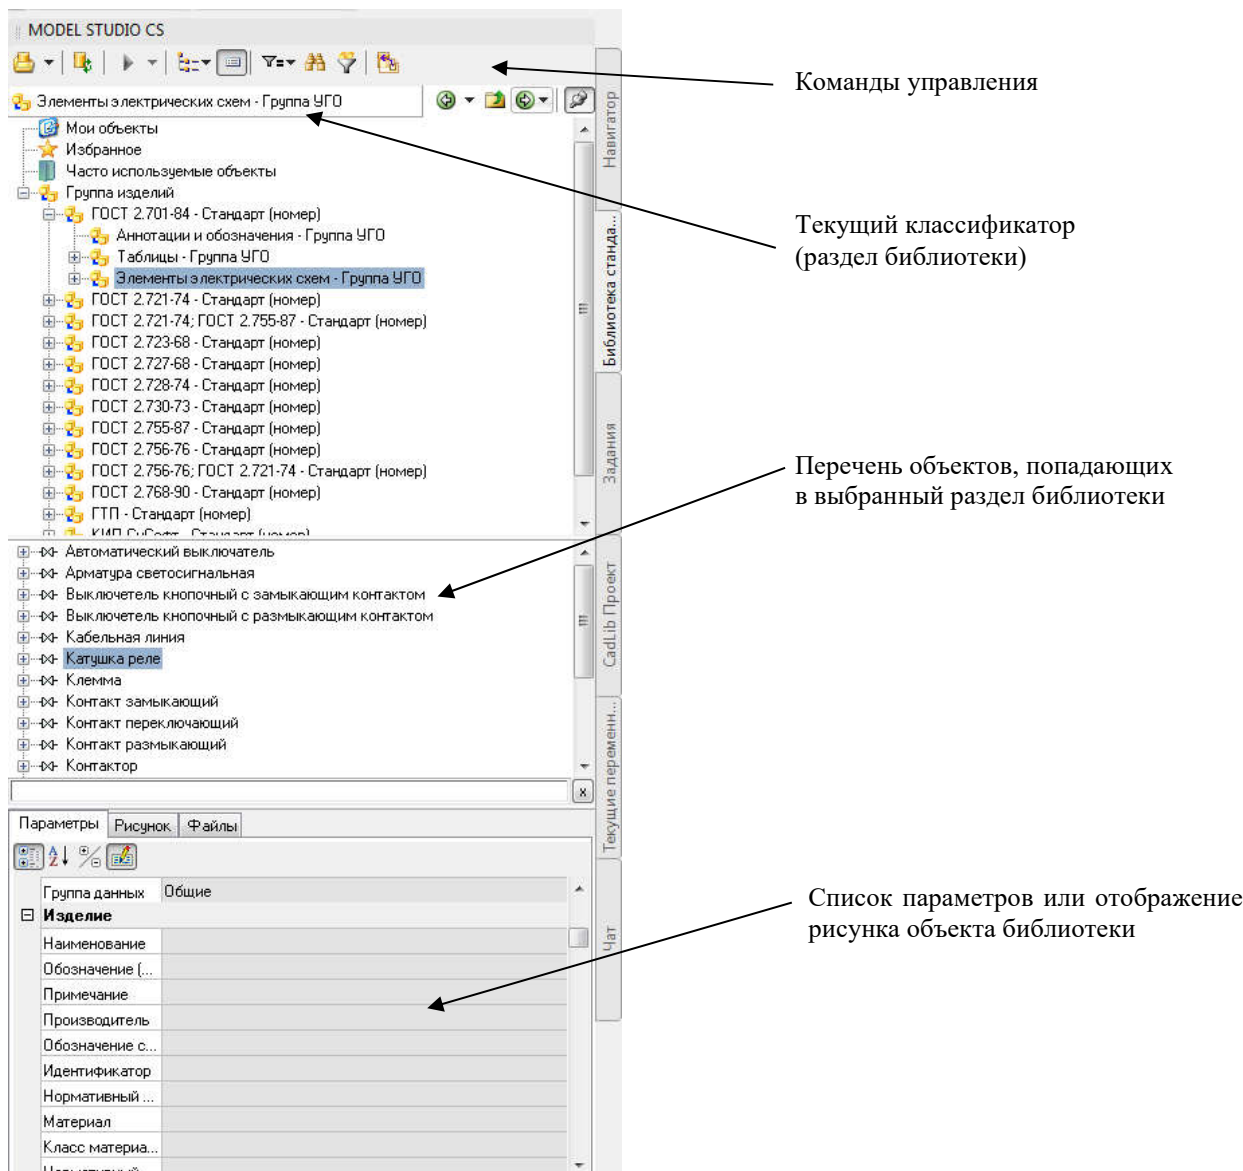 MODEL STUDIO CS
Команды управления
Элементы электрических схем - Группа УГО
Мои объекты
Избранное
Часто используемые объекты
Группа изделий
ГОСТ 2.701-84 - Стандарт (номер)
Аннотации и обозначения - Группа УГО
Таблицы - Группа УГО
Элементы электрических схем - Группа УГО
ГОСТ 2.721-74 - Стандарт (номер)
ГОСТ 2.721-74; ГОСТ 2.755-87 - Стандарт (номер)
ГОСТ 2.723-68 - Стандарт (номер)
ГОСТ 2.727-68 - Стандарт (номер)
ГОСТ 2.728-74 - Стандарт (номер)
ГОСТ 2.730-73 - Стандарт (номер)
ГОСТ 2.755-87 - Стандарт (номер)
ГОСТ 2.756-76 - Стандарт (номер)
ГОСТ 2.756-76; ГОСТ 2.721-74 - Стандарт (номер)
ГОСТ 2.768-90 - Стандарт (номер)
ГТП - Стандарт (номер)
КИП СиСофт - Стандарт (номер)
Текущий классификатор
(раздел библиотеки)
Автоматический выключатель
Арматура светосигнальная
Выключетель кнопочный с замыкающим контактом
Выключетель кнопочный с размыкающим контактом
Кабельная линия
Катушка реле
Клемма
Контакт замыкающий
Контакт переключающий
Контакт размыкающий
Контактор
Перечень объектов, попадающих
в выбранный раздел библиотеки
x
Навигатор
Библиотека станда...
Задания
CadLib Проект
Текущие переменн...
Чат
Параметры
Рисунок
Файлы
Группа данных Общие
Изделие
Наименование
Обозначение (...
Примечание
Производитель
Обозначение с...
Идентификатор
Нормативный ...
Материал
Класс материа...
Список параметров или отображение
рисунка объекта библиотеки